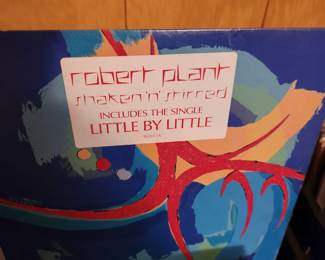 robert plant
shaken 'n' stirred
INCLUDES THE SINGLE
LITTLE BY LITTLE